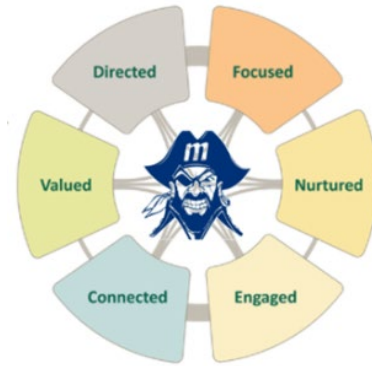 Directed
Focused
m
Valued
Nurtured
Connected
Engaged